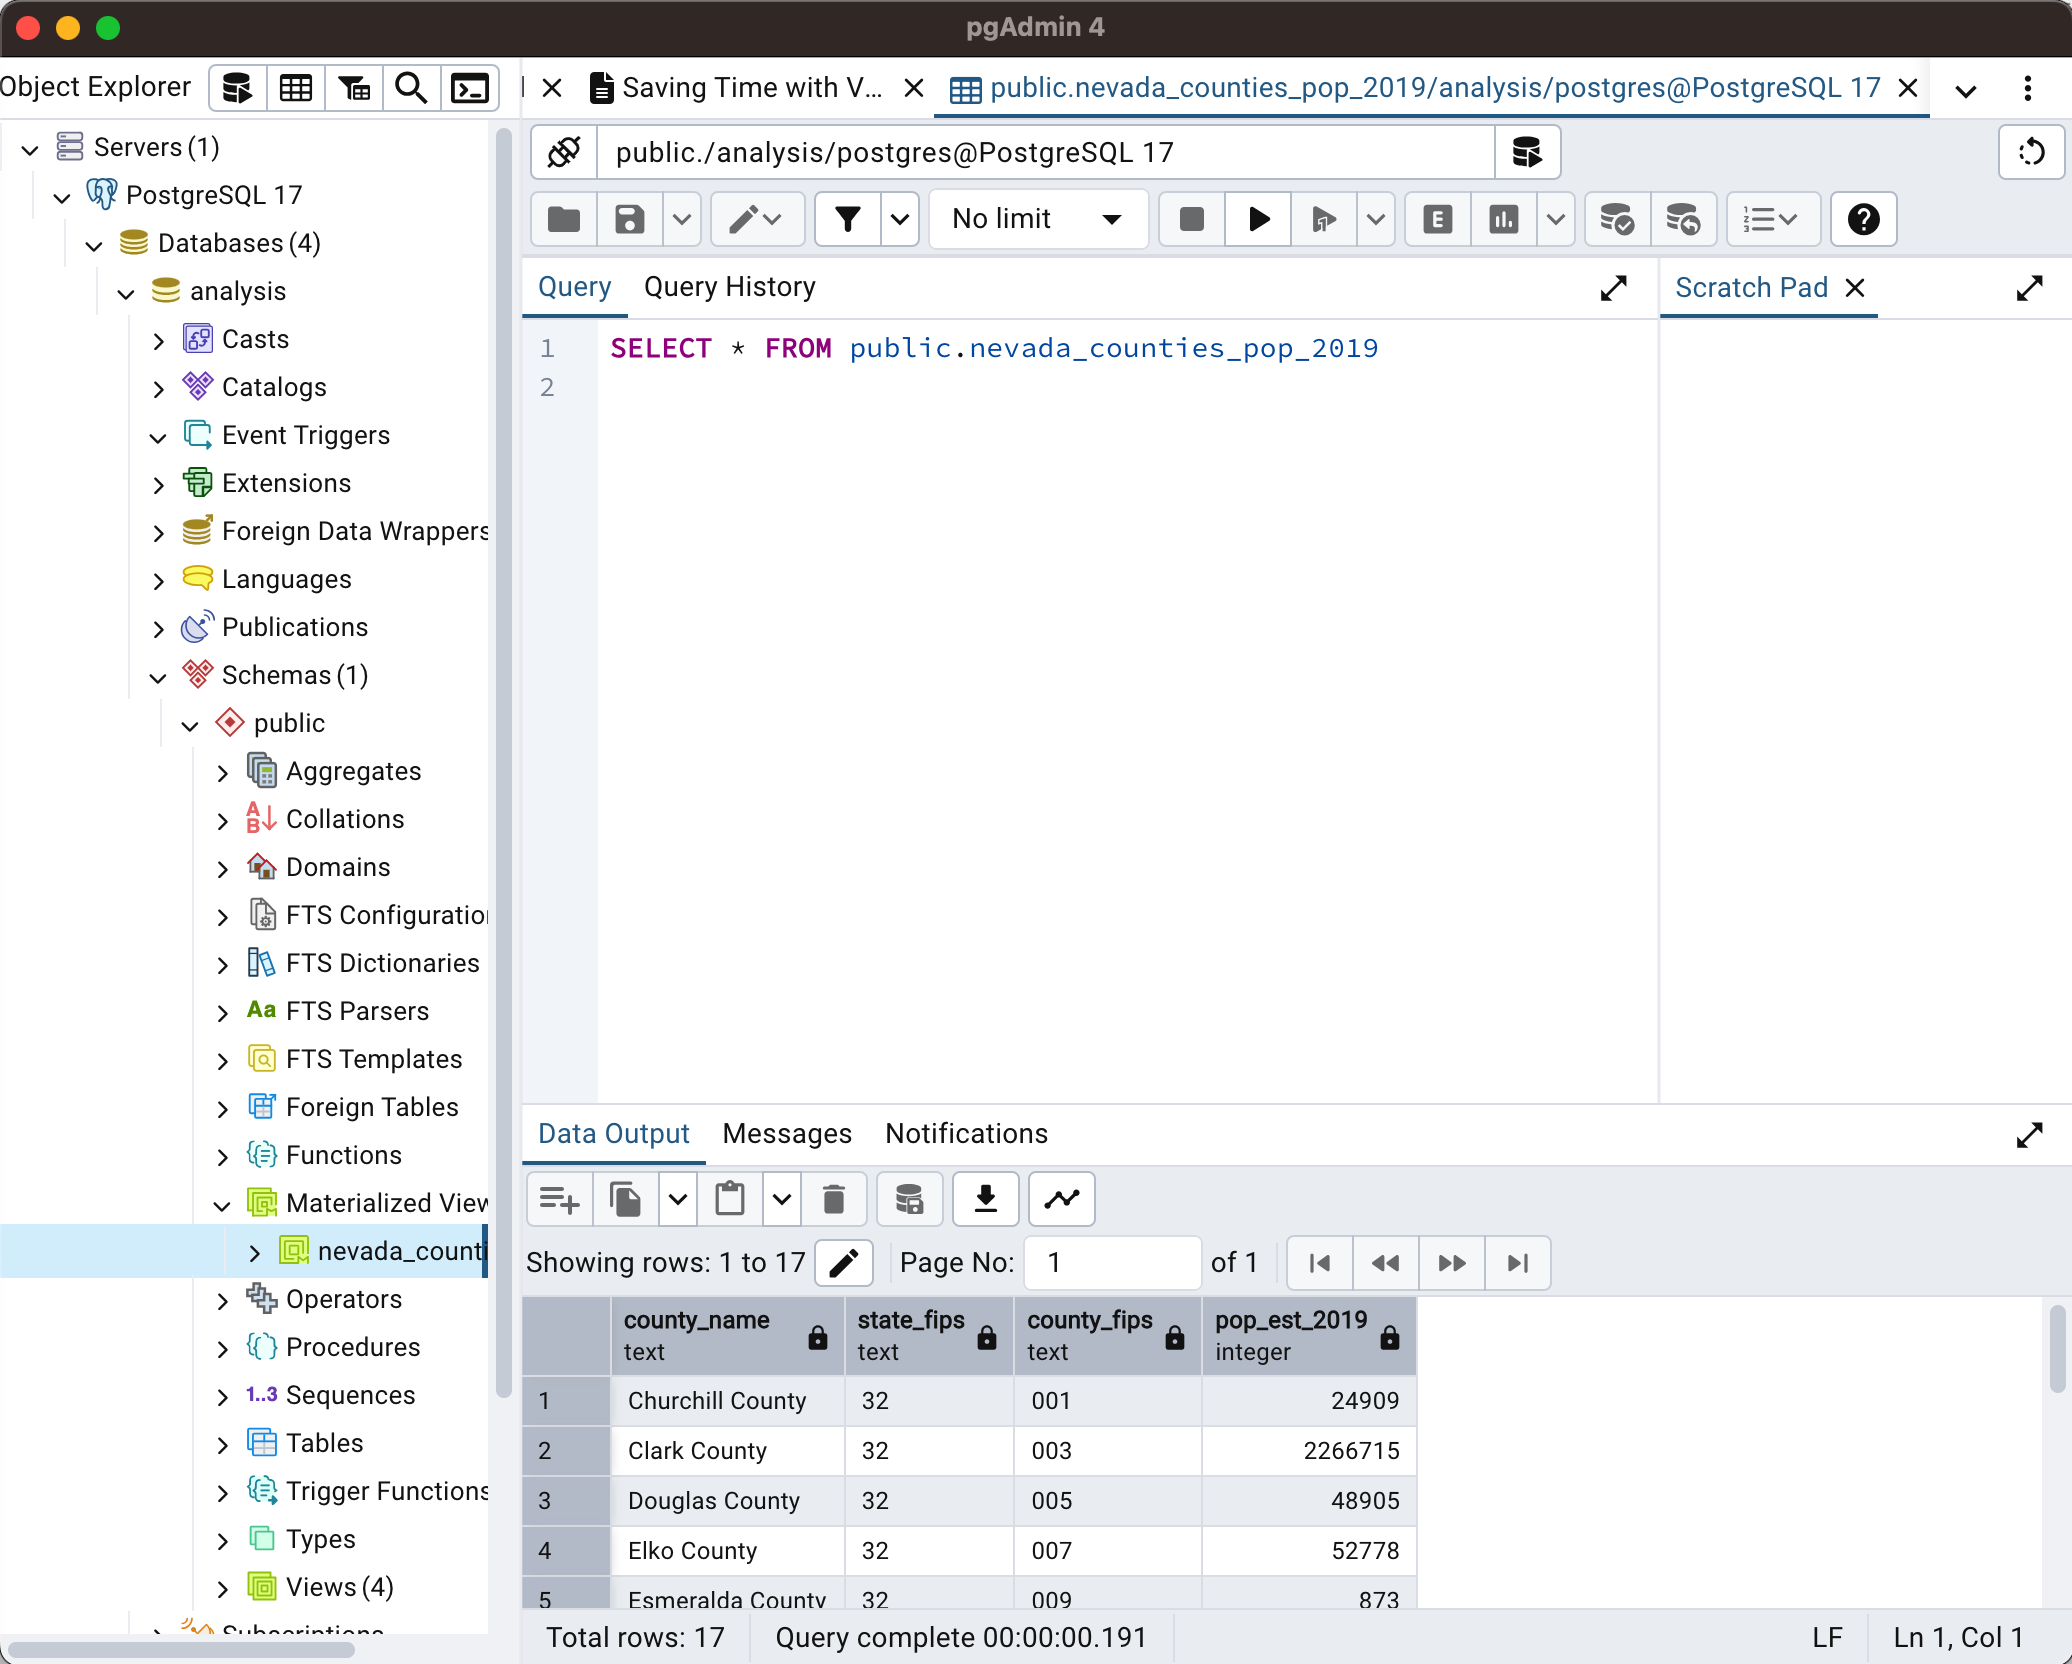 pgAdmin 4
Object Explorer
Saving Time with V...
public.nevada_counties_pop_2019/analysis/postgres@PostgreSQL 17
Servers (1)
PostgreSQL 17
Databases (4)
analysis
Casts
Catalogs
Event Triggers
Extensions
Foreign Data Wrappers
Languages
Publications
Schemas (1)
public
Aggregates
Collations
Domains
FTS Configuratio
FTS Dictionaries
Aa FTS Parsers
FTS Templates
Foreign Tables
Functions
Materialized View
nevada_counti
Operators
Procedures
1..3 Sequences
Tables
Trigger Functions
Types
Views (4)
Subscriptions
public./analysis/postgres@PostgreSQL 17
No limit
E
Query Query History
Scratch Pad
1 SELECT * FROM public.nevada_counties_pop_2019
2
Data Output Messages Notifications
Showing rows: 1 to 17 Page No: 1 of 1
county_name state_fips county_fips pop_est_2019
text text text integer
1 Churchill County 32 001 24909
2 Clark County 32 003 2266715
3 Douglas County 32 005 48905
4 Elko County 32 007 52778
5 Esmeralda County 32 009 873
Total rows: 17 Query complete 00:00:00.191 LF Ln 1, Col 1